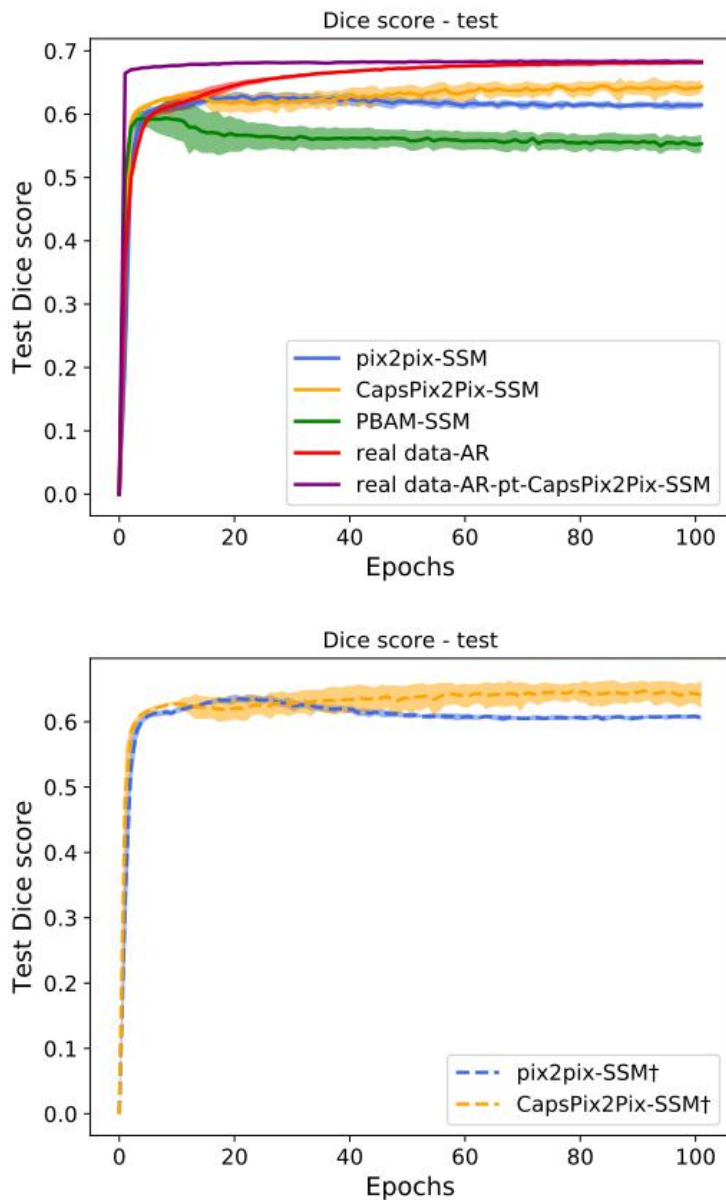 Dice score - test
0.7
0.6
0.5
0.4
0.3
0.2
0.1
0.0
Test Dice score
pix2pix-SSM
CapsPix2Pix-SSM
PBAM-SSM
real data-AR
real data-AR-pt-CapsPix2Pix-SSM
0 20 40 60 80 100
Epochs
Dice score - test
0.6
0.5
0.4
0.3
0.2
0.1
0.0
Test Dice score
pix2pix-SSM†
CapsPix2Pix-SSM†
0 20 40 60 80 100
Epochs